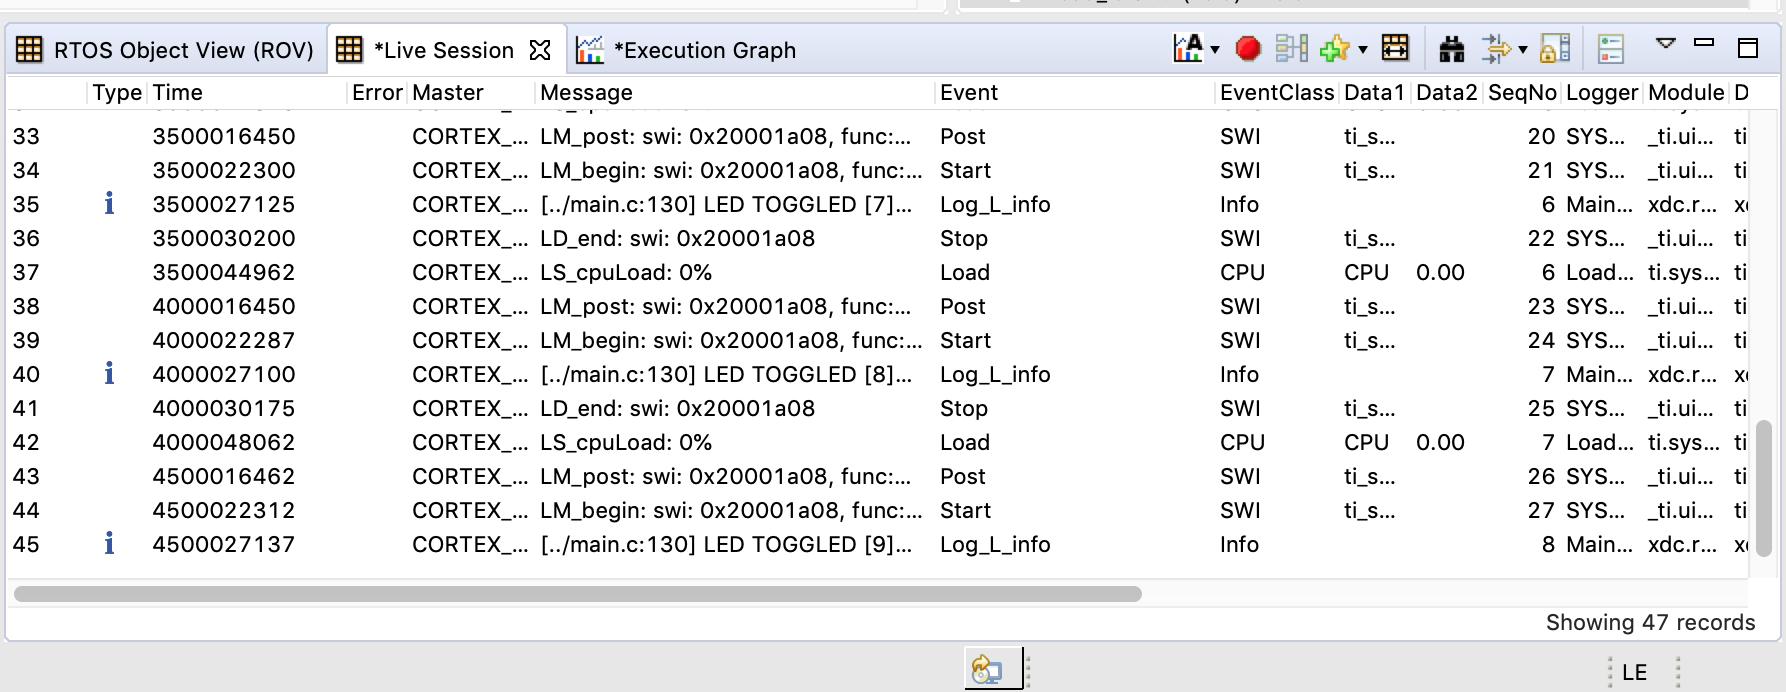 RTOS Object View (ROV) *Live Session *Execution Graph
Type Time Error Master Message Event EventClass Data1 Data2 SeqNo Logger Module D
33 3500016450 CORTEX_... LM_post: swi: 0x20001a08, func:... Post SWI ti_s... 20 SYS... _ti.ui... ti
34 3500022300 CORTEX_... LM_begin: swi: 0x20001a08, func:... Start SWI ti_s... 21 SYS... _ti.ui... ti
35 i 3500027125 CORTEX_... [../main.c:130] LED TOGGLED [7]... Log_L_info Info 6 Main... xdc.r... x
36 3500030200 CORTEX_... LD_end: swi: 0x20001a08 Stop SWI ti_s... 22 SYS... _ti.ui... ti
37 3500044962 CORTEX_... LS_cpuLoad: 0% Load CPU CPU 0.00 6 Load... ti.sys... ti
38 4000016450 CORTEX_... LM_post: swi: 0x20001a08, func:... Post SWI ti_s... 23 SYS... _ti.ui... ti
39 4000022287 CORTEX_... LM_begin: swi: 0x20001a08, func:... Start SWI ti_s... 24 SYS... _ti.ui... ti
40 i 4000027100 CORTEX_... [../main.c:130] LED TOGGLED [8]... Log_L_info Info 7 Main... xdc.r... x
41 4000030175 CORTEX_... LD_end: swi: 0x20001a08 Stop SWI ti_s... 25 SYS... _ti.ui... ti
42 4000048062 CORTEX_... LS_cpuLoad: 0% Load CPU CPU 0.00 7 Load... ti.sys... ti
43 4500016462 CORTEX_... LM_post: swi: 0x20001a08, func:... Post SWI ti_s... 26 SYS... _ti.ui... ti
44 4500022312 CORTEX_... LM_begin: swi: 0x20001a08, func:... Start SWI ti_s... 27 SYS... _ti.ui... ti
45 i 4500027137 CORTEX_... [../main.c:130] LED TOGGLED [9]... Log_L_info Info 8 Main... xdc.r... x
Showing 47 records
LE